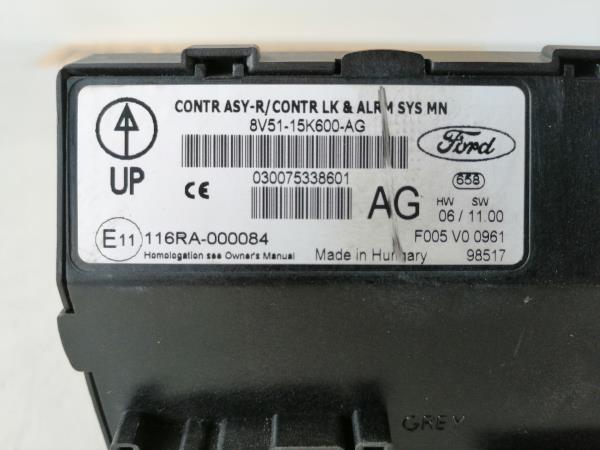 CONTR ASY-R/CONTR LK & ALRM SYS MN
8V51-15K600-AG
Ford
UP
CE
030075338601
AG
658
HW SW
06 / 11.00
E11 116RA-000084
F005 V0 0961
Homologation see Owner's Manual
Made in Hungary
98517
GREY